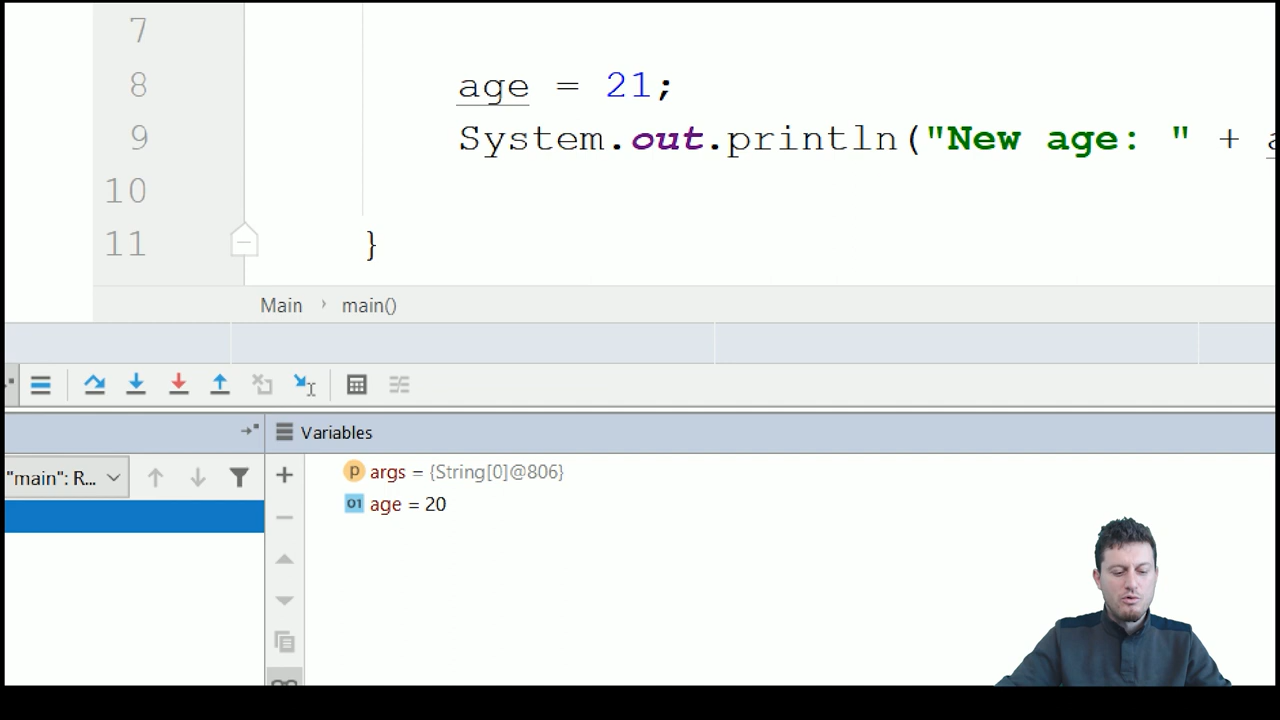 7
8 age = 21;
9 System.out.println("New age: " + a
10
11 }
Main › main()
Variables
"main": R...
p args = {String[0]@806}
01 age = 20